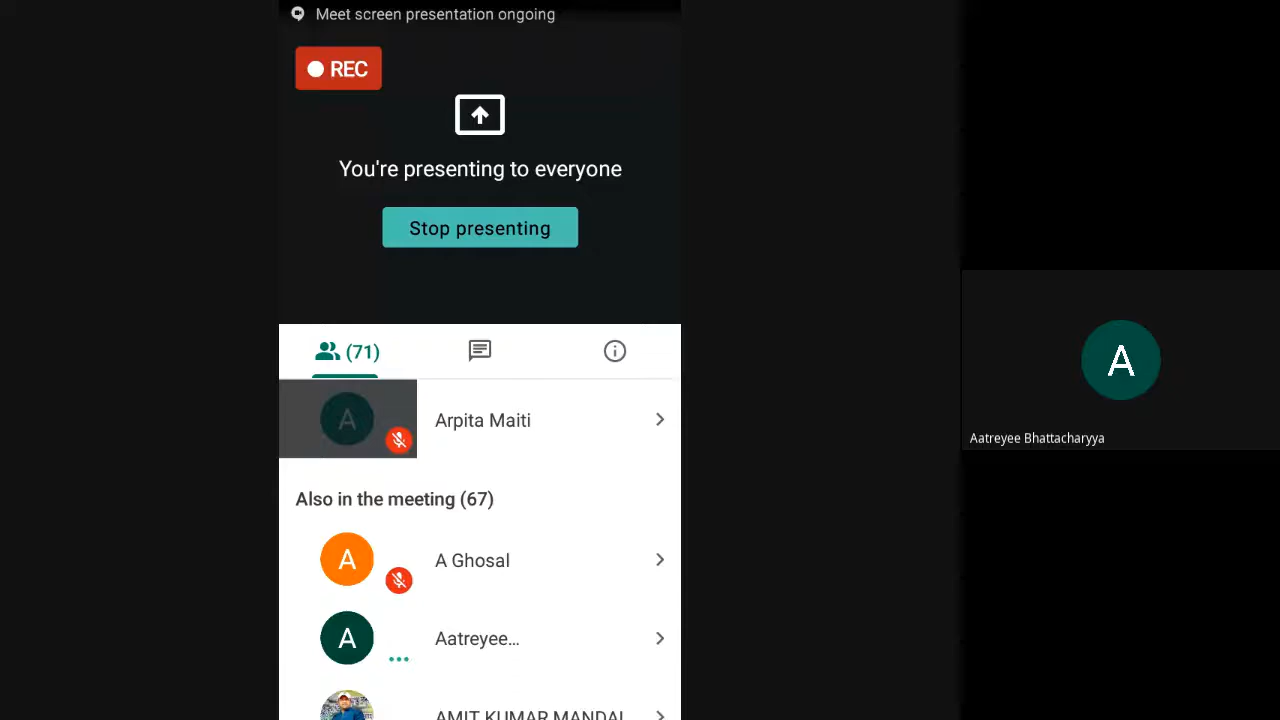 Meet screen presentation ongoing
REC
You're presenting to everyone
Stop presenting
(71)
A
Arpita Maiti
Also in the meeting (67)
A
A Ghosal
A
Aatreyee...
AMIT KUMAR MANDAL
A
Aatreyee Bhattacharyya